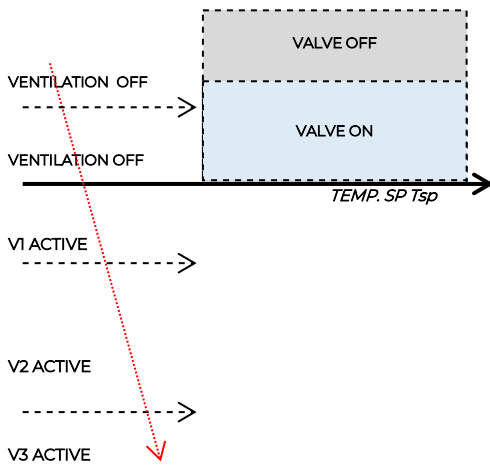 VALVE OFF
VENTILATION OFF
VALVE ON
VENTILATION OFF
TEMP. SP Tsp
V1 ACTIVE
V2 ACTIVE
V3 ACTIVE